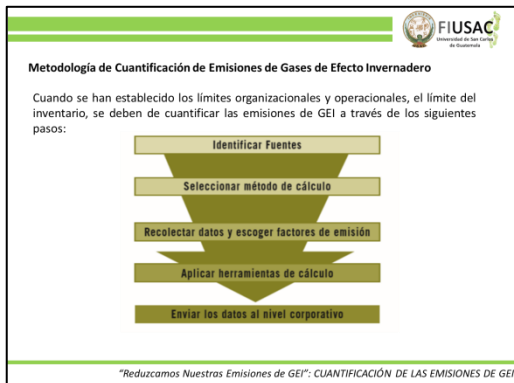 FIUSAC
Universidad de San Carlos
de Guatemala
Metodología de Cuantificación de Emisiones de Gases de Efecto Invernadero
Cuando se han establecido los límites organizacionales y operacionales, el límite del
inventario, se deben de cuantificar las emisiones de GEI a través de los siguientes
pasos:
Identificar Fuentes
Seleccionar método de cálculo
Recolectar datos y escoger factores de emisión
Aplicar herramientas de cálculo
Enviar los datos al nivel corporativo
“Reduzcamos Nuestras Emisiones de GEI”: CUANTIFICACIÓN DE LAS EMISIONES DE GEI